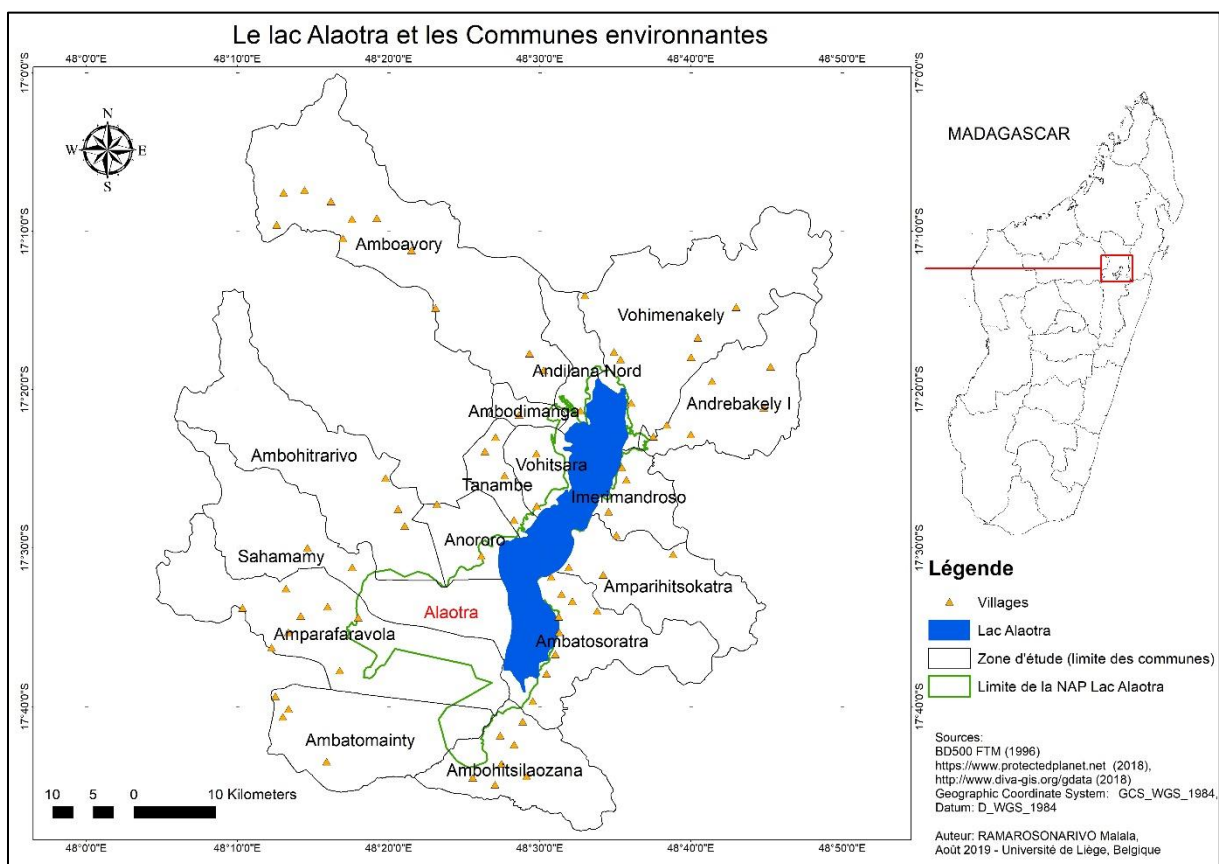 Le lac Alaotra et les Communes environnantes
48°0'0"E 48°10'0"E 48°20'0"E 48°30'0"E 48°40'0"E 48°50'0"E
17°0'0"S 17°0'0"S
N
W E
S
MADAGASCAR
17°10'0"S 17°10'0"S
Amboavory
Vohimenakely
17°20'0"S 17°20'0"S
Andilana Nord
Ambodimanga
Andrebakely I
Ambohitrarivo
Vohitsara
Tanambe
Imerimandroso
17°30'0"S 17°30'0"S
Anororo
Sahamamy
Amparihitsokatra
Alaotra
Amparafaravola
Ambatosoratra
17°40'0"S 17°40'0"S
Ambatomainty
Ambohitsilaozana
10 5 0 10 Kilometers
48°0'0"E 48°10'0"E 48°20'0"E 48°30'0"E 48°40'0"E 48°50'0"E
Légende
Villages
Lac Alaotra
Zone d'étude (limite des communes)
Limite de la NAP Lac Alaotra
Sources:
BD500 FTM (1996)
https://www.protectedplanet.net (2018),
http://www.diva-gis.org/gdata (2018)
Geographic Coordinate System: GCS_WGS_1984,
Datum: D_WGS_1984
Auteur: RAMAROSONARIVO Malala,
Août 2019 - Université de Liège, Belgique